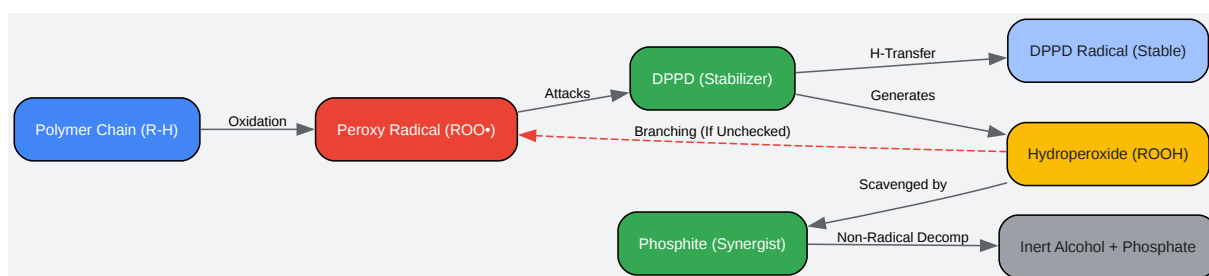 Polymer Chain (R-H)
Oxidation
Peroxy Radical (ROO•)
Attacks
DPPD (Stabilizer)
H-Transfer
DPPD Radical (Stable)
Generates
Hydroperoxide (ROOH)
Branching (If Unchecked)
Scavenged by
Phosphite (Synergist)
Non-Radical Decomp
Inert Alcohol + Phosphate